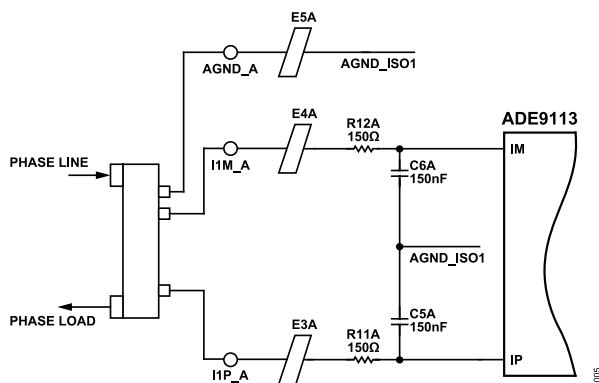 E5A
AGND_A
AGND_ISO1
E4A
R12A
150Ω
ADE9113
PHASE LINE
I1M_A
IM
C6A
150nF
AGND_ISO1
PHASE LOAD
E3A
R11A
150Ω
C5A
150nF
I1P_A
IP
005